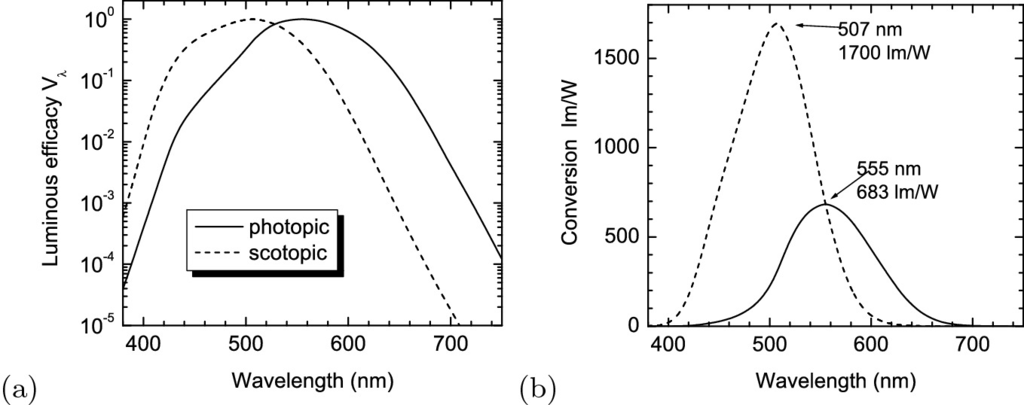 10^0
10^-1
10^-2
10^-3
10^-4
10^-5
Luminous efficacy V_λ
photopic
scotopic
400 500 600 700
Wavelength (nm)
(a)
1500
1000
500
0
Conversion lm/W
507 nm
1700 lm/W
555 nm
683 lm/W
400 500 600 700
Wavelength (nm)
(b)